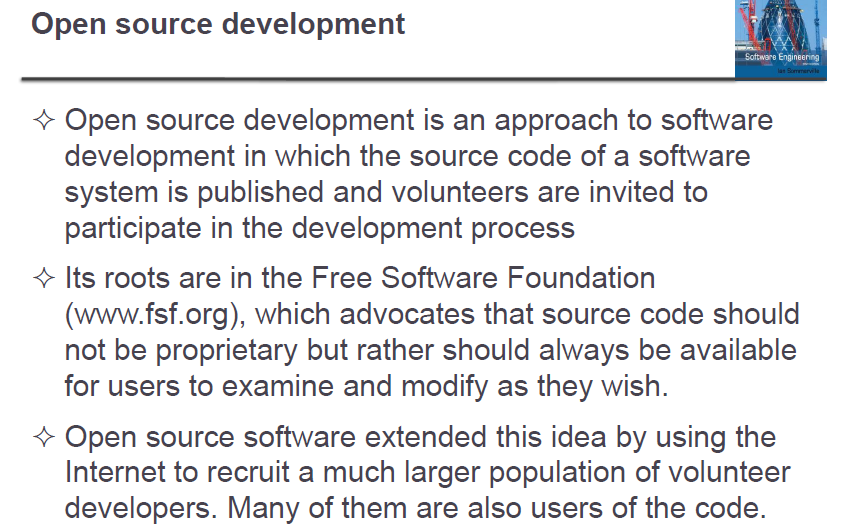 Open source development
Software Engineering
Ian Sommerville
✧ Open source development is an approach to software
development in which the source code of a software
system is published and volunteers are invited to
participate in the development process
✧ Its roots are in the Free Software Foundation
(www.fsf.org), which advocates that source code should
not be proprietary but rather should always be available
for users to examine and modify as they wish.
✧ Open source software extended this idea by using the
Internet to recruit a much larger population of volunteer
developers. Many of them are also users of the code.